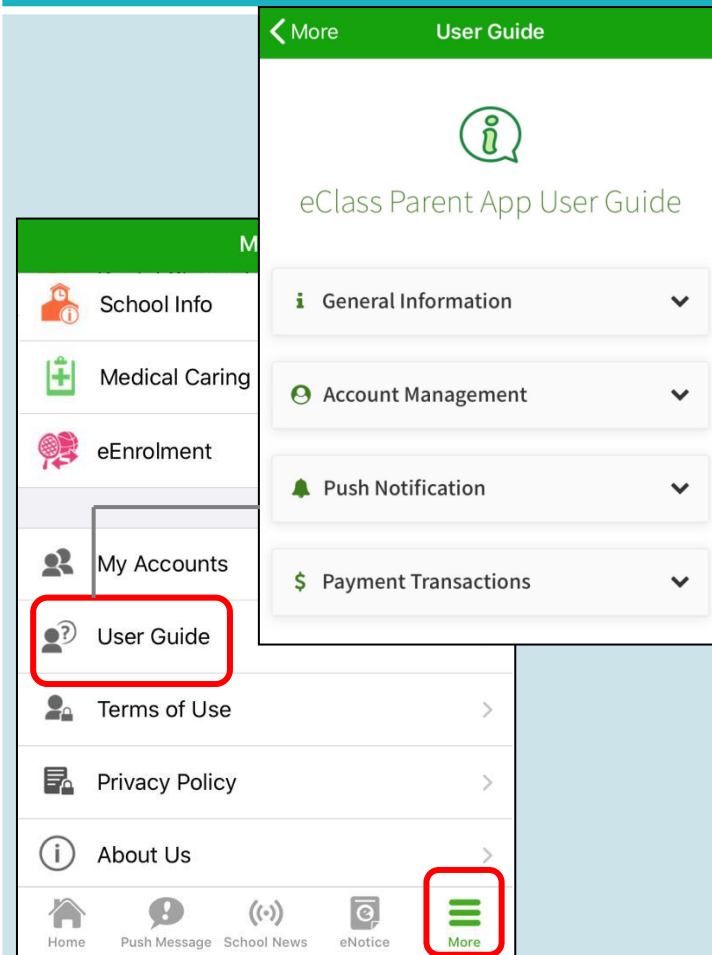 More
User Guide
eClass Parent App User Guide
General Information
Account Management
Push Notification
Payment Transactions
M
School Info
Medical Caring
eEnrolment
My Accounts
User Guide
Terms of Use
Privacy Policy
About Us
Home
Push Message
School News
eNotice
More